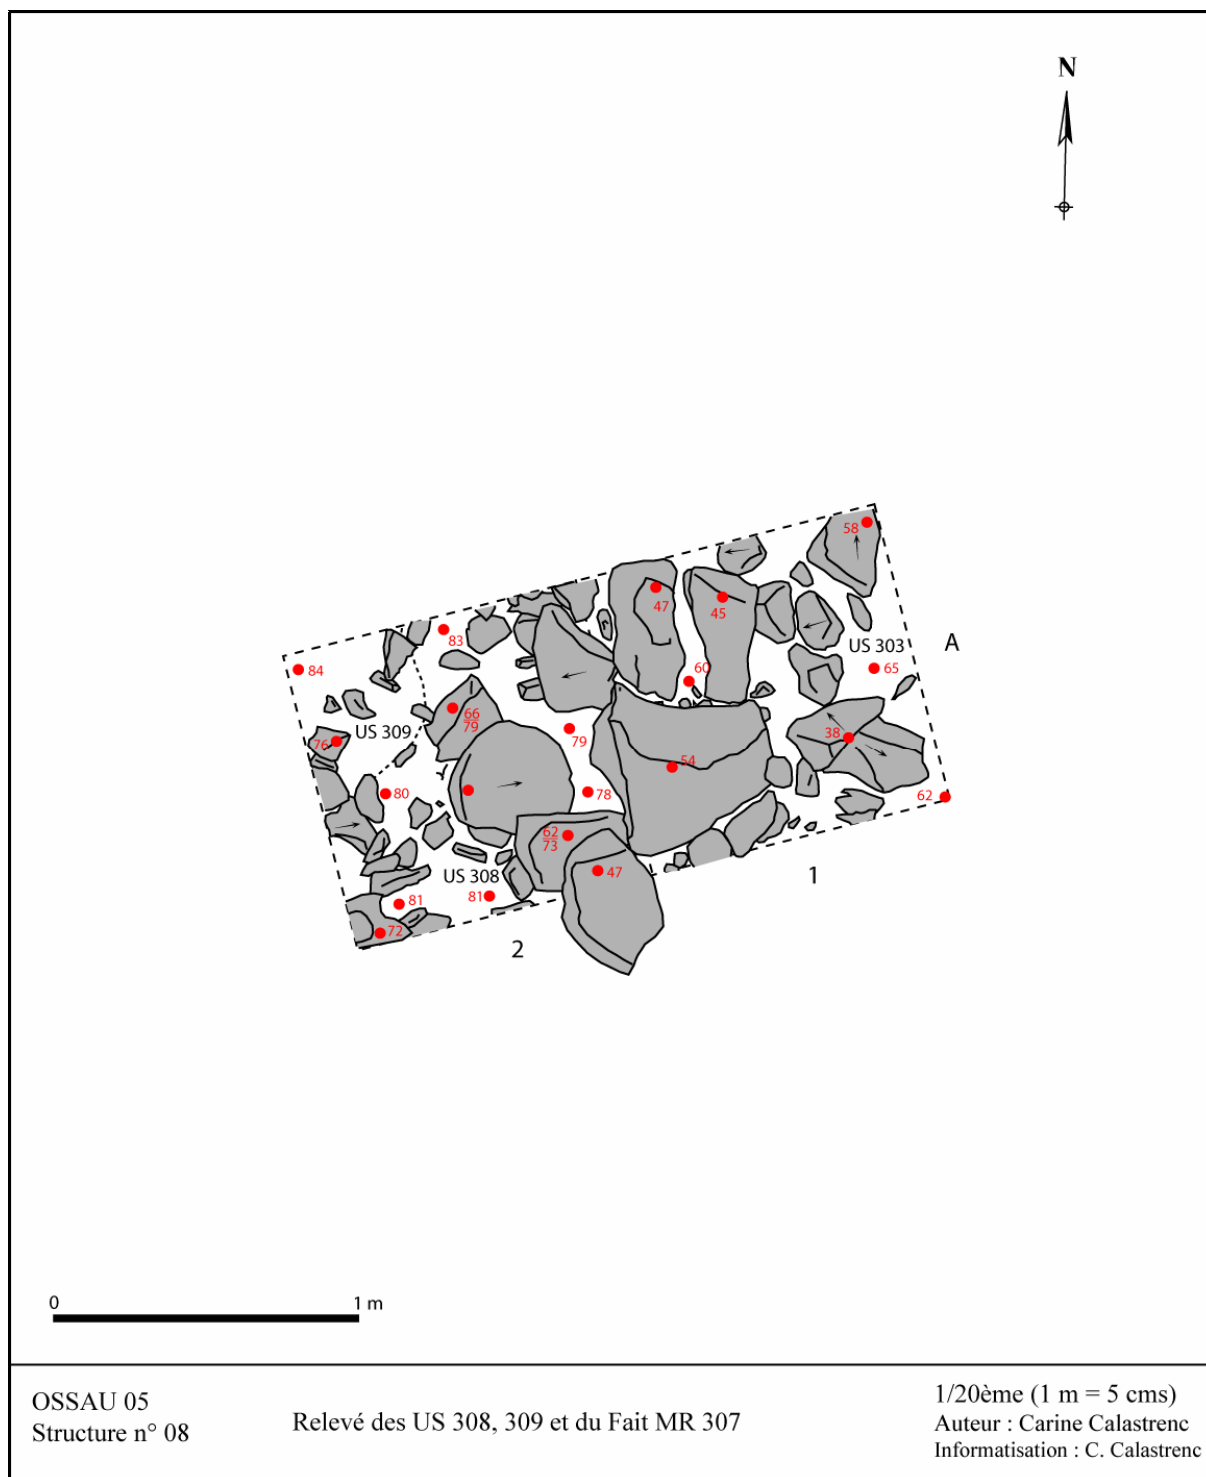 N
58
47
45
83
US 303
A
60
65
84
66
79
US 309
79
76
38
54
80
78
62
62
73
47
1
US 308
81
81
72
2
0 1 m
OSSAU 05
Structure n° 08
Relevé des US 308, 309 et du Fait MR 307
1/20ème (1 m = 5 cms)
Auteur : Carine Calastrenc
Informatisation : C. Calastrenc